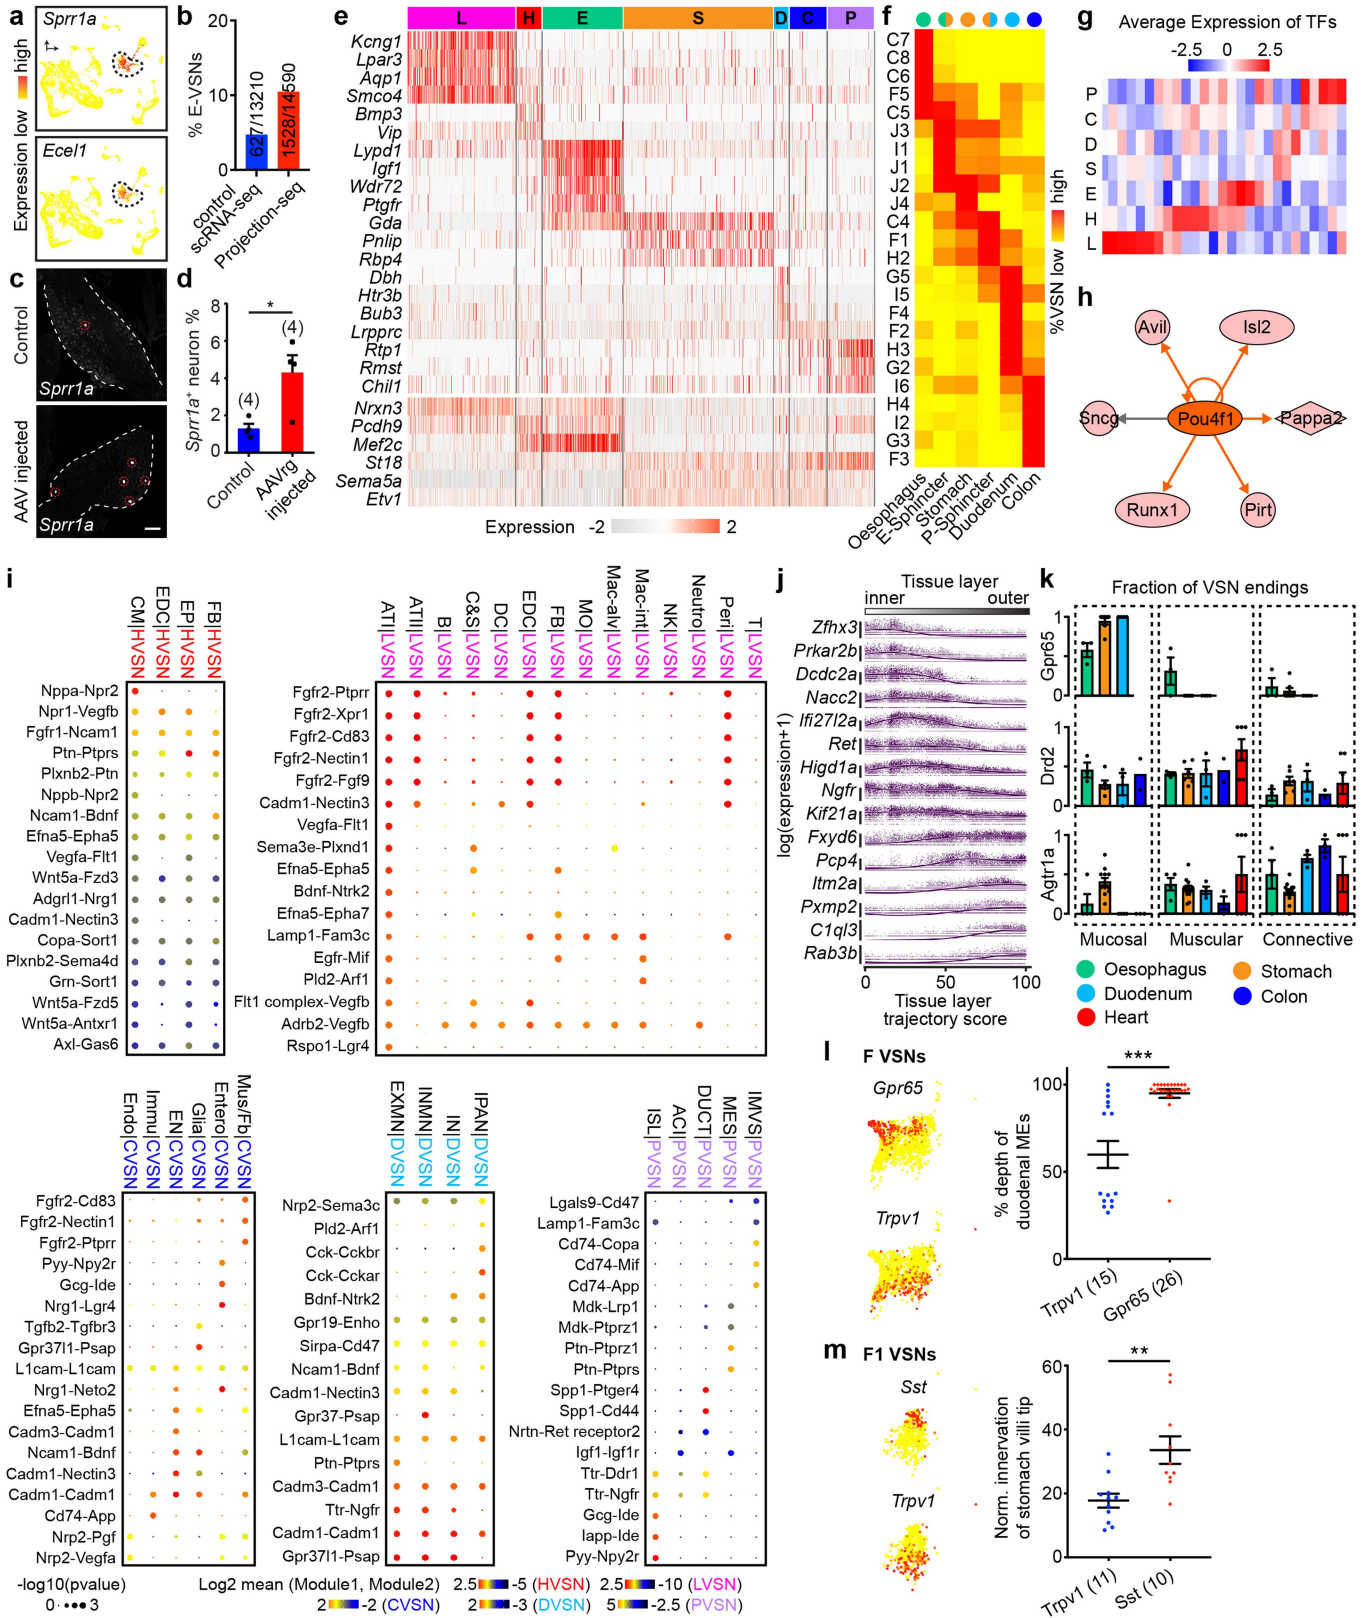 a
Sprr1a
Ecel1
Expression low high
b
% E-VSNs
20
10
0
627/13210
1528/14590
control
scRNA-seq
Projection-seq
c
Control
Sprr1a
AAV injected
Sprr1a
d
Sprr1a+ neuron %
8
6
4
2
0
*
(4)
(4)
Control
AAVrg
injected
e
L H E S D C P
Kcng1
Lpar3
Aqp1
Smco4
Bmp3
Vip
Lypd1
Igf1
Wdr72
Ptgfr
Gda
Pnlip
Rbp4
Dbh
Htr3b
Bub3
Lrpprc
Rtp1
Rmst
Chil1
Nrxn3
Pcdh9
Mef2c
St18
Sema5a
Etv1
Expression -2 2
f
C7
C8
C6
F5
C5
J3
I1
J1
J2
J4
C4
F1
H2
G5
I5
F4
F2
H3
G2
I6
H4
I2
G3
F3
%VSN low high
Oesophagus
E-Sphincter
Stomach
P-Sphincter
Duodenum
Colon
g
Average Expression of TFs
-2.5 0 2.5
P
C
D
S
E
H
L
h
Avil
Isl2
Sncg
Pou4f1
Pappa2
Runx1
Pirt
i
CM|HVSN
EDC|HVSN
EP|HVSN
FB|HVSN
Nppa-Npr2
Npr1-Vegfb
Fgfr1-Ncam1
Ptn-Ptprs
Plxnb2-Ptn
Nppb-Npr2
Ncam1-Bdnf
Efna5-Epha5
Vegfa-Flt1
Wnt5a-Fzd3
Adgrl1-Nrg1
Cadm1-Nectin3
Copa-Sort1
Plxnb2-Sema4d
Grn-Sort1
Wnt5a-Fzd5
Wnt5a-Antxr1
Axl-Gas6
ATI|LVSN
ATII|LVSN
B|LVSN
C&S|LVSN
DC|LVSN
EDC|LVSN
FB|LVSN
MO|LVSN
Mac-alv|LVSN
Mac-int|LVSN
NK|LVSN
Neutro|LVSN
Peri|LVSN
T|LVSN
Fgfr2-Ptprr
Fgfr2-Xpr1
Fgfr2-Cd83
Fgfr2-Nectin1
Fgfr2-Fgf9
Cadm1-Nectin3
Vegfa-Flt1
Sema3e-Plxnd1
Efna5-Epha5
Bdnf-Ntrk2
Efna5-Epha7
Lamp1-Fam3c
Egfr-Mif
Pld2-Arf1
Flt1 complex-Vegfb
Adrb2-Vegfb
Rspo1-Lgr4
Endo|CVSN
Immu|CVSN
EN|CVSN
Glia|CVSN
Entero|CVSN
Mus/Fb|CVSN
Fgfr2-Cd83
Fgfr2-Nectin1
Fgfr2-Ptprr
Pyy-Npy2r
Gcg-Ide
Nrg1-Lgr4
Tgfb2-Tgfbr3
Gpr37l1-Psap
L1cam-L1cam
Nrg1-Neto2
Efna5-Epha5
Cadm3-Cadm1
Ncam1-Bdnf
Cadm1-Nectin3
Cadm1-Cadm1
Cd74-App
Nrp2-Pgf
Nrp2-Vegfa
EXMN|DVSN
INMN|DVSN
IN|DVSN
IPAN|DVSN
Nrp2-Sema3c
Pld2-Arf1
Cck-Cckbr
Cck-Cckar
Bdnf-Ntrk2
Gpr19-Enho
Sirpa-Cd47
Ncam1-Bdnf
Cadm1-Nectin3
Gpr37-Psap
L1cam-L1cam
Ptn-Ptprs
Cadm3-Cadm1
Ttr-Ngfr
Cadm1-Cadm1
Gpr37l1-Psap
ISL|PVSN
ACI|PVSN
DUCT|PVSN
MES|PVSN
IMVS|PVSN
Lgals9-Cd47
Lamp1-Fam3c
Cd74-Copa
Cd74-Mif
Cd74-App
Mdk-Lrp1
Mdk-Ptprz1
Ptn-Ptprz1
Ptn-Ptprs
Spp1-Ptger4
Spp1-Cd44
Nrtn-Ret receptor2
Igf1-Igf1r
Ttr-Ddr1
Ttr-Ngfr
Gcg-Ide
Iapp-Ide
Pyy-Npy2r
-log10(pvalue)
0 3
Log2 mean (Module1, Module2)
2.5 -5 (HVSN)
2.5 -10 (LVSN)
2 -2 (CVSN)
2 -3 (DVSN)
5 -2.5 (PVSN)
j
Tissue layer
inner outer
log(expression+1)
Zfhx3
Prkar2b
Dcdc2a
Nacc2
Ifi27l2a
Ret
Higd1a
Ngfr
Kif21a
Fxyd6
Pcp4
Itm2a
Pxmp2
C1ql3
Rab3b
0 50 100
Tissue layer
trajectory score
k
Fraction of VSN endings
Gpr65
1
0
Drd2
1
0
Agtr1a
1
0
Mucosal Muscular Connective
Oesophagus
Stomach
Duodenum
Colon
Heart
l
F VSNs
Gpr65
Trpv1
% depth of
duodenal MEs
100
50
0
***
Trpv1 (15)
Gpr65 (26)
m
F1 VSNs
Sst
Trpv1
Norm. innervation
of stomach villi tip
60
40
20
0
**
Trpv1 (11)
Sst (10)